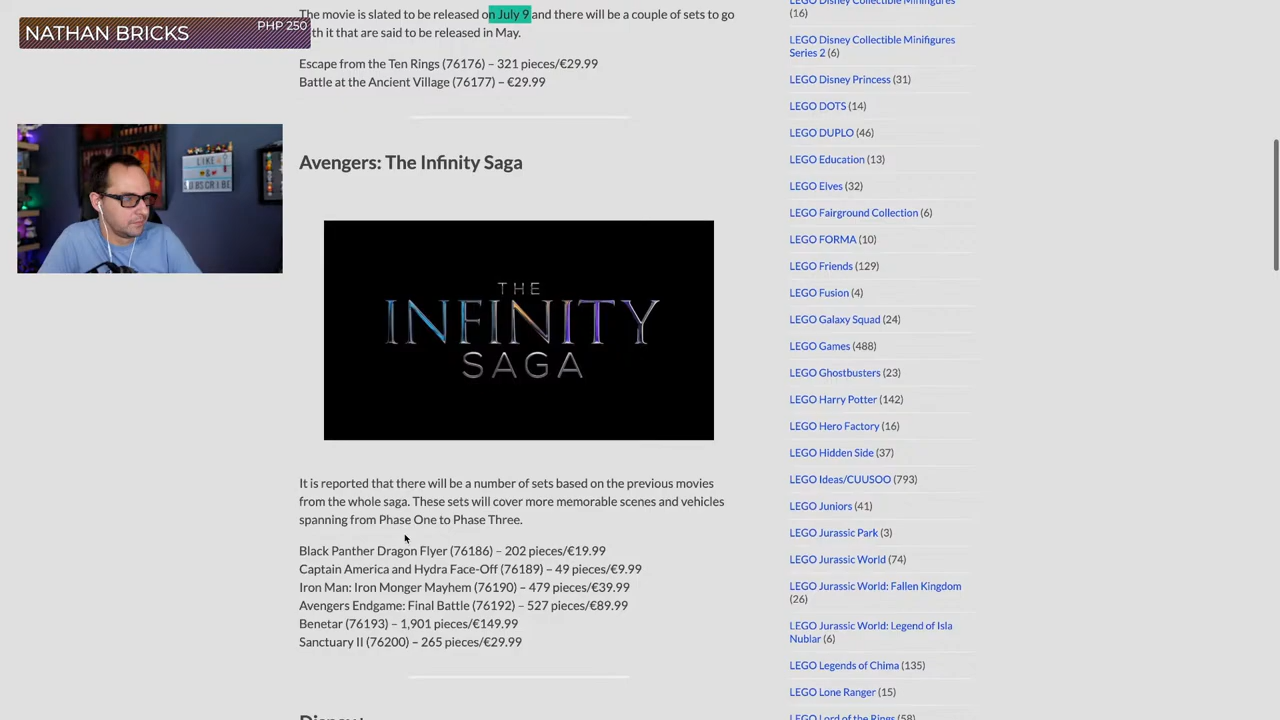 NATHAN BRICKS
PHP 250
The movie is slated to be released on July 9 and there will be a couple of sets to go
th it that are said to be released in May.
Escape from the Ten Rings (76176) – 321 pieces/€29.99
Battle at the Ancient Village (76177) – €29.99
LIKE
&
SUBSCRIBE
Avengers: The Infinity Saga
THE
INFINITY
SAGA
It is reported that there will be a number of sets based on the previous movies
from the whole saga. These sets will cover more memorable scenes and vehicles
spanning from Phase One to Phase Three.
Black Panther Dragon Flyer (76186) – 202 pieces/€19.99
Captain America and Hydra Face-Off (76189) – 49 pieces/€9.99
Iron Man: Iron Monger Mayhem (76190) – 479 pieces/€39.99
Avengers Endgame: Final Battle (76192) – 527 pieces/€89.99
Benetar (76193) – 1,901 pieces/€149.99
Sanctuary II (76200) – 265 pieces/€29.99
LEGO Disney Collectible Minifigures
(16)
LEGO Disney Collectible Minifigures
Series 2 (6)
LEGO Disney Princess (31)
LEGO DOTS (14)
LEGO DUPLO (46)
LEGO Education (13)
LEGO Elves (32)
LEGO Fairground Collection (6)
LEGO FORMA (10)
LEGO Friends (129)
LEGO Fusion (4)
LEGO Galaxy Squad (24)
LEGO Games (488)
LEGO Ghostbusters (23)
LEGO Harry Potter (142)
LEGO Hero Factory (16)
LEGO Hidden Side (37)
LEGO Ideas/CUUSOO (793)
LEGO Juniors (41)
LEGO Jurassic Park (3)
LEGO Jurassic World (74)
LEGO Jurassic World: Fallen Kingdom
(26)
LEGO Jurassic World: Legend of Isla
Nublar (6)
LEGO Legends of Chima (135)
LEGO Lone Ranger (15)
LEGO Lord of the Rings (58)